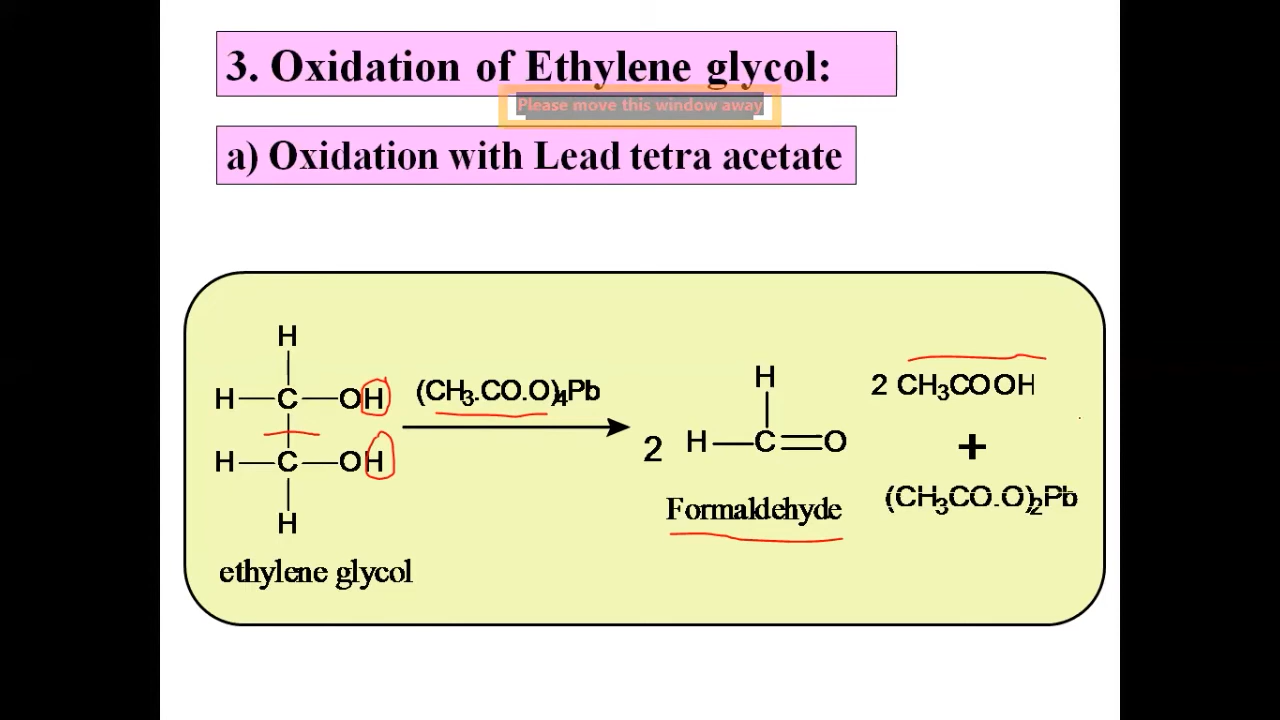 3. Oxidation of Ethylene glycol:
Please move this window away
a) Oxidation with Lead tetra acetate
H
H—C—OH
H—C—OH
H
ethylene glycol
(CH3.CO.O)4Pb
2
H
H—C=O
Formaldehyde
2 CH3COOH
+
(CH3CO.O)2Pb